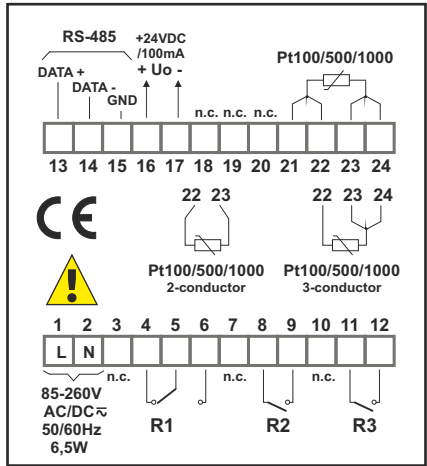 RS-485
+24VDC
/100mA
Pt100/500/1000
DATA +
DATA -
GND
+ Uo -
n.c. n.c. n.c.
13 14 15 16 17 18 19 20 21 22 23 24
22 23
22 23 24
CE
Pt100/500/1000
2-conductor
Pt100/500/1000
3-conductor
1 2 3 4 5 6 7 8 9 10 11 12
L N
n.c.
n.c.
n.c.
85-260V
AC/DC≂
50/60Hz
6,5W
R1
R2
R3